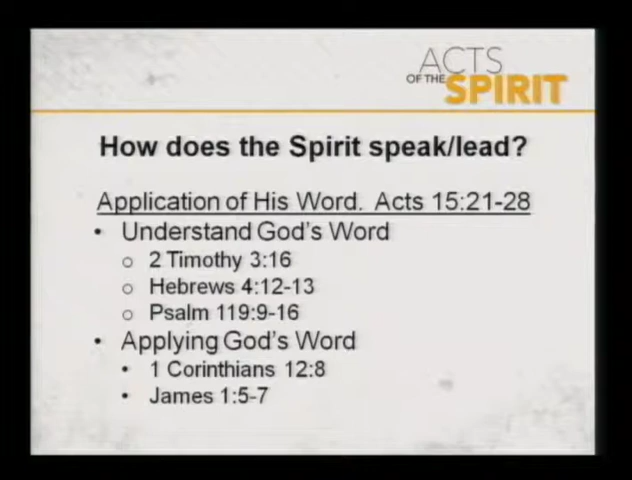 ACTS
OF THE SPIRIT
How does the Spirit speak/lead?
Application of His Word.  Acts 15:21-28
• Understand God's Word
o 2 Timothy 3:16
o Hebrews 4:12-13
o Psalm 119:9-16
• Applying God's Word
• 1 Corinthians 12:8
• James 1:5-7